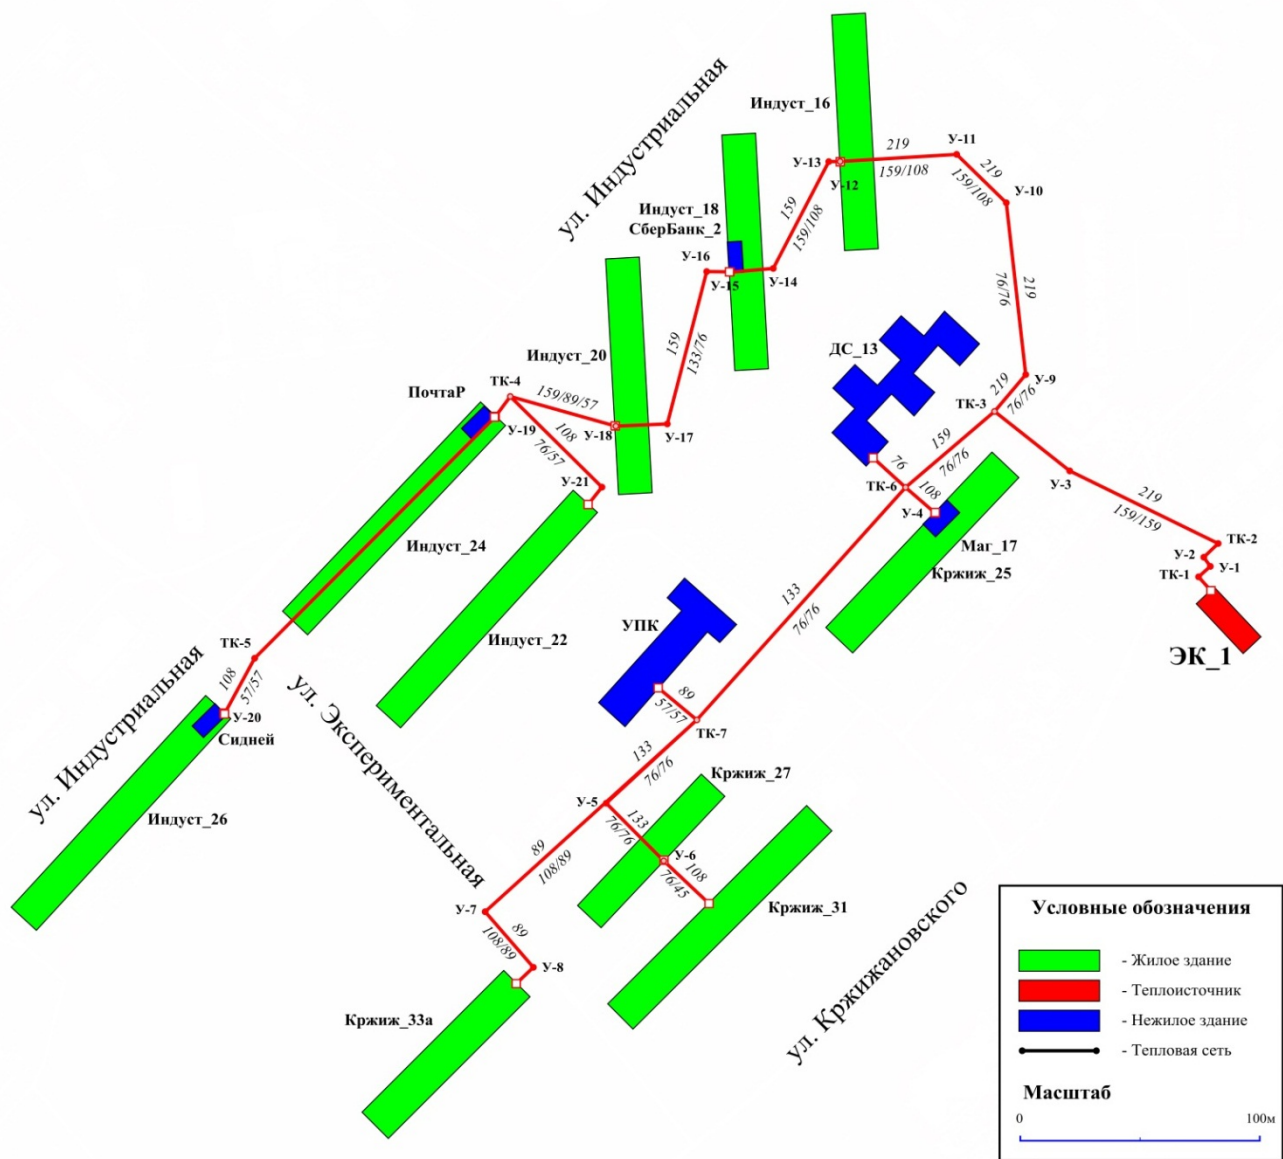 ул. Индустриальная
Индуст_16
219
У-11
У-13
У-12
159/108
219
159/108
У-10
159
159/108
Индуст_18
СберБанк_2
У-16
У-15
У-14
219
76/76
159
133/76
Индуст_20
ДС_13
У-9
219
76/76
ТК-3
ПочтаР
ТК-4
159/89/57
У-19
У-18
У-17
108
76/57
159
76/76
76
ТК-6
108
У-4
У-3
219
159/159
У-21
Маг_17
Кржиж_25
ТК-2
У-2
У-1
ТК-1
ЭК_1
Индуст_24
133
76/76
Индуст_22
УПК
ТК-5
ул. Индустриальная
108
57/57
У-20
Сидней
ул. Экспериментальная
89
57/57
ТК-7
133
76/76
Кржиж_27
Индуст_26
У-5
133
76/76
У-6
108
76/45
89
108/89
Кржиж_31
У-7
89
108/89
У-8
Кржиж_33а
ул. Кржижановского
Условные обозначения
- Жилое здание
- Теплоисточник
- Нежилое здание
- Тепловая сеть
Масштаб
0
100м